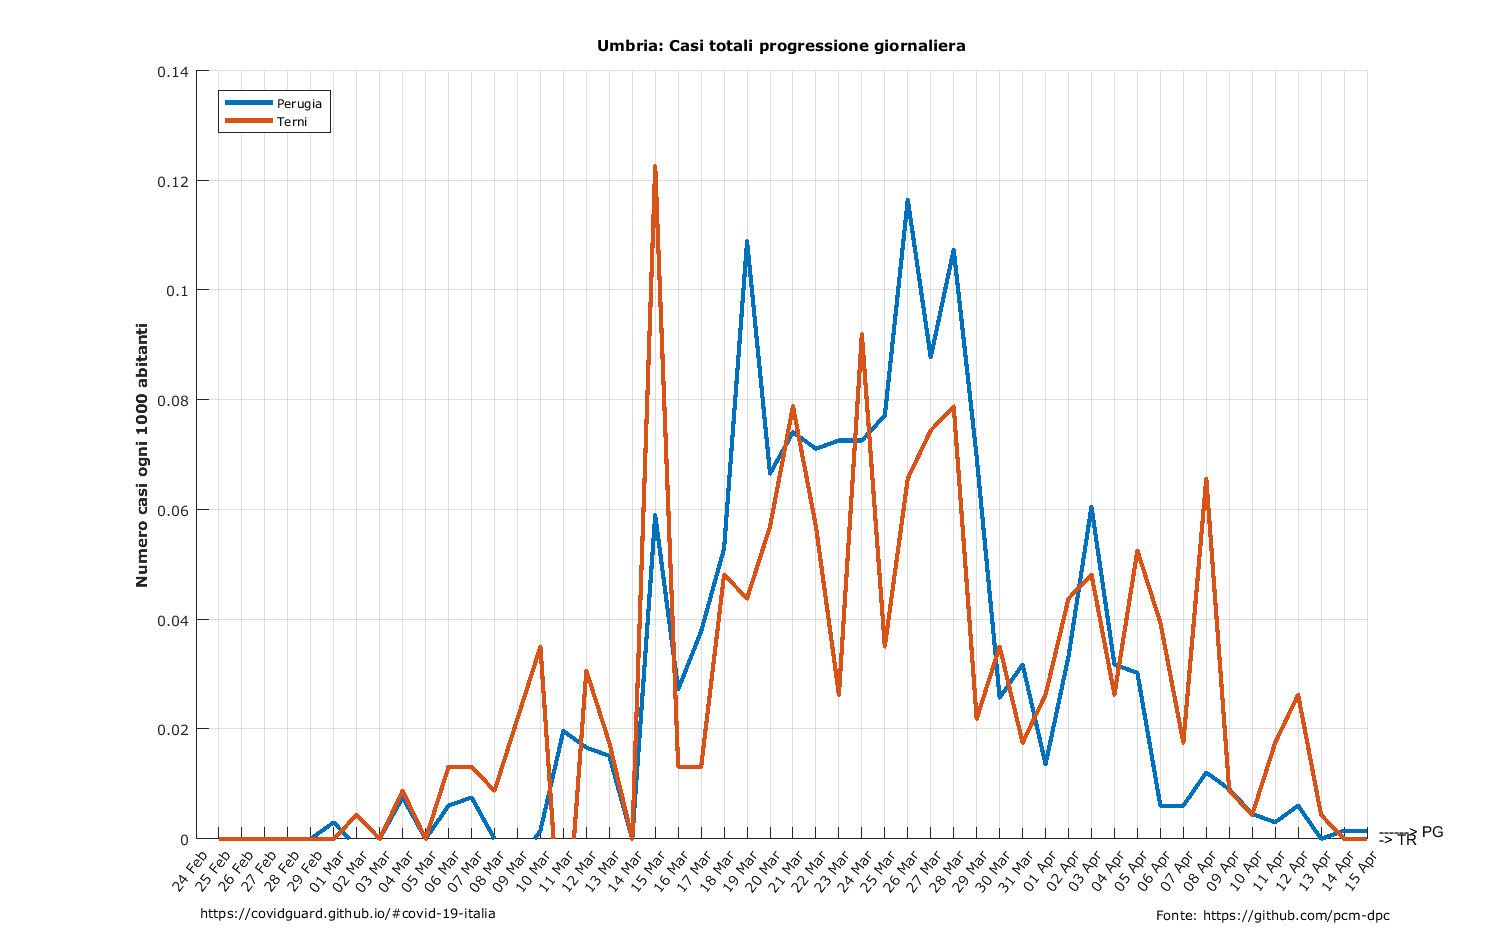 Umbria: Casi totali progressione giornaliera
Numero casi ogni 1000 abitanti
0.14
0.12
0.1
0.08
0.06
0.04
0.02
0
Perugia
Terni
24 Feb
25 Feb
26 Feb
27 Feb
28 Feb
29 Feb
01 Mar
02 Mar
03 Mar
04 Mar
05 Mar
06 Mar
07 Mar
08 Mar
09 Mar
10 Mar
11 Mar
12 Mar
13 Mar
14 Mar
15 Mar
16 Mar
17 Mar
18 Mar
19 Mar
20 Mar
21 Mar
22 Mar
23 Mar
24 Mar
25 Mar
26 Mar
27 Mar
28 Mar
29 Mar
30 Mar
31 Mar
01 Apr
02 Apr
03 Apr
04 Apr
05 Apr
06 Apr
07 Apr
08 Apr
09 Apr
10 Apr
11 Apr
12 Apr
13 Apr
14 Apr
15 Apr
------> PG
-> TR
https://covidguard.github.io/#covid-19-italia
Fonte: https://github.com/pcm-dpc